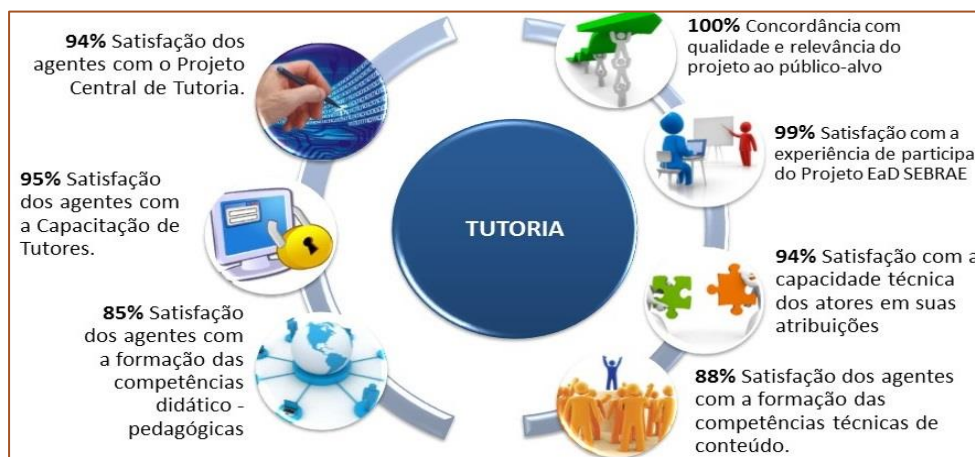 94% Satisfação dos
agentes com o Projeto
Central de Tutoria.
95% Satisfação
dos agentes com
a Capacitação de
Tutores.
85% Satisfação
dos agentes com
a formação das
competências
didático -
pedagógicas
TUTORIA
100% Concordância com
qualidade e relevância do
projeto ao público-alvo
99% Satisfação com a
experiência de participa
do Projeto EaD SEBRAE
94% Satisfação com a
capacidade técnica
dos atores em suas
atribuições
88% Satisfação dos agentes
com a formação das
competências técnicas de
conteúdo.